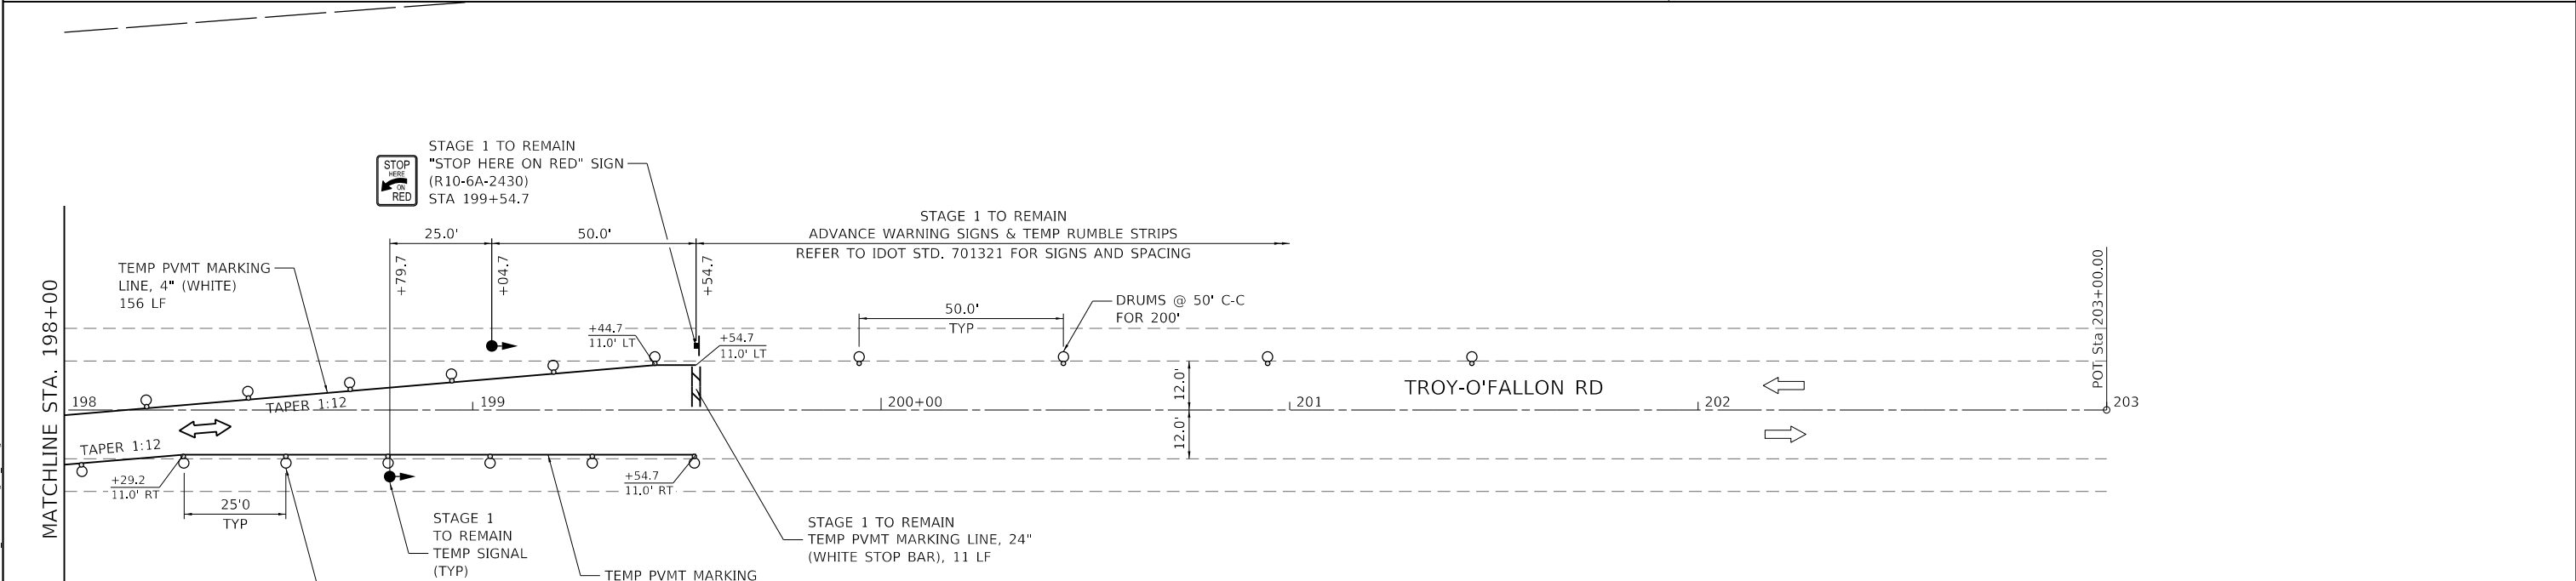 STAGE 1 TO REMAIN
"STOP HERE ON RED" SIGN
(R10-6A-2430)
STA 199+54.7
STOP
HERE
ON
RED
STAGE 1 TO REMAIN
ADVANCE WARNING SIGNS & TEMP RUMBLE STRIPS
REFER TO IDOT STD. 701321 FOR SIGNS AND SPACING
25.0'
50.0'
+79.7
+04.7
+54.7
TEMP PVMT MARKING
LINE, 4" (WHITE)
156 LF
MATCHLINE STA. 198+00
50.0'
TYP
DRUMS @ 50' C-C
FOR 200'
POT Sta 203+00.00
+44.7
11.0' LT
+54.7
11.0' LT
12.0'
12.0'
TROY-O'FALLON RD
198
TAPER 1:12
199
200+00
201
202
203
TAPER 1:12
+29.2
11.0' RT
+54.7
11.0' RT
25'0
TYP
STAGE 1
TO REMAIN
TEMP SIGNAL
(TYP)
STAGE 1 TO REMAIN
TEMP PVMT MARKING LINE, 24"
(WHITE STOP BAR), 11 LF
TEMP PVMT MARKING